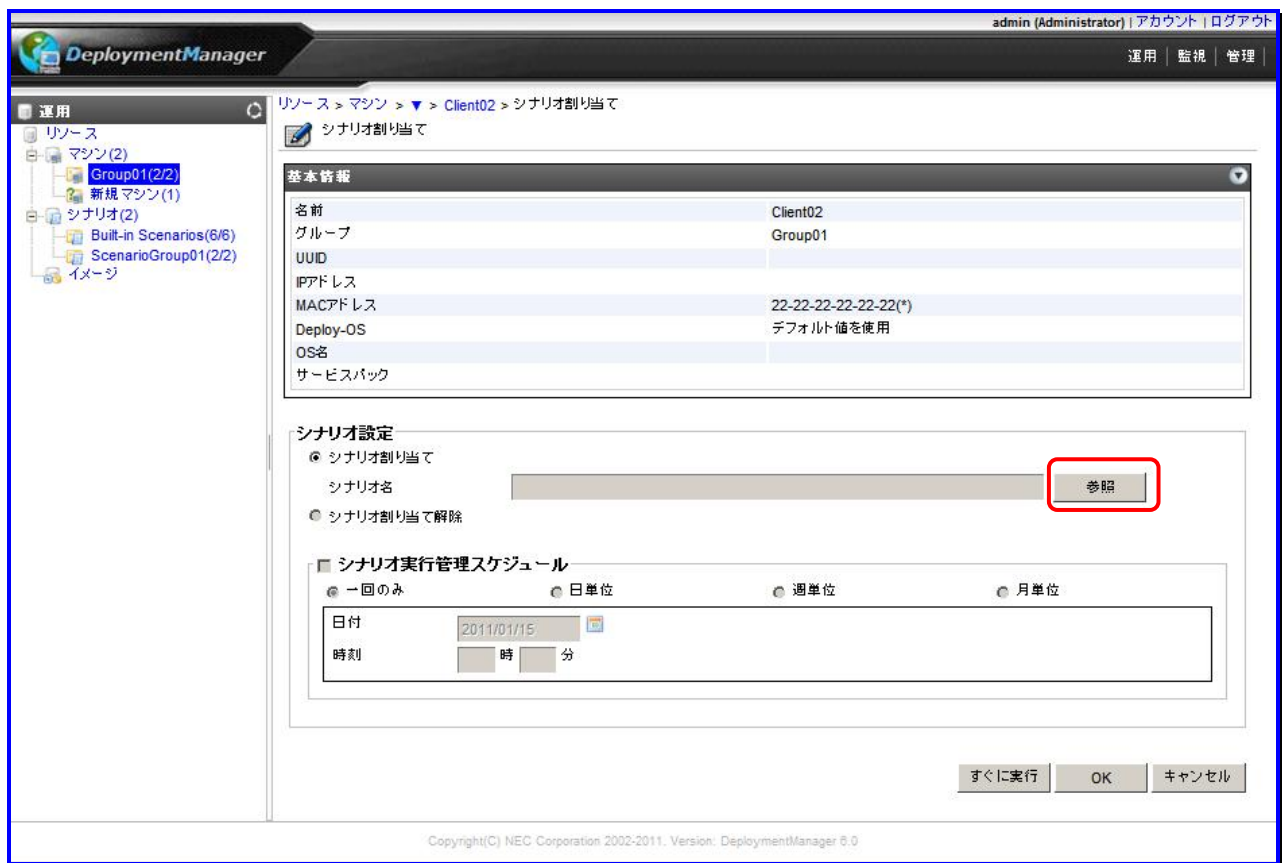 admin (Administrator) | アカウント | ログアウト
DeploymentManager
運用 | 監視 | 管理
運用
リソース
マシン(2)
Group01(2/2)
新規マシン(1)
シナリオ(2)
Built-in Scenarios(6/6)
ScenarioGroup01(2/2)
イメージ
リソース > マシン > ▼ > Client02 > シナリオ割り当て
シナリオ割り当て
基本情報
名前 Client02
グループ Group01
UUID
IPアドレス
MACアドレス 22-22-22-22-22-22(*)
Deploy-OS デフォルト値を使用
OS名
サービスパック
シナリオ設定
シナリオ割り当て
シナリオ名 参照
シナリオ割り当て解除
シナリオ実行管理スケジュール
一回のみ 日単位 週単位 月単位
日付 2011/01/15
時刻 時 分
すぐに実行 OK キャンセル
Copyright(C) NEC Corporation 2002-2011. Version: DeploymentManager 6.0